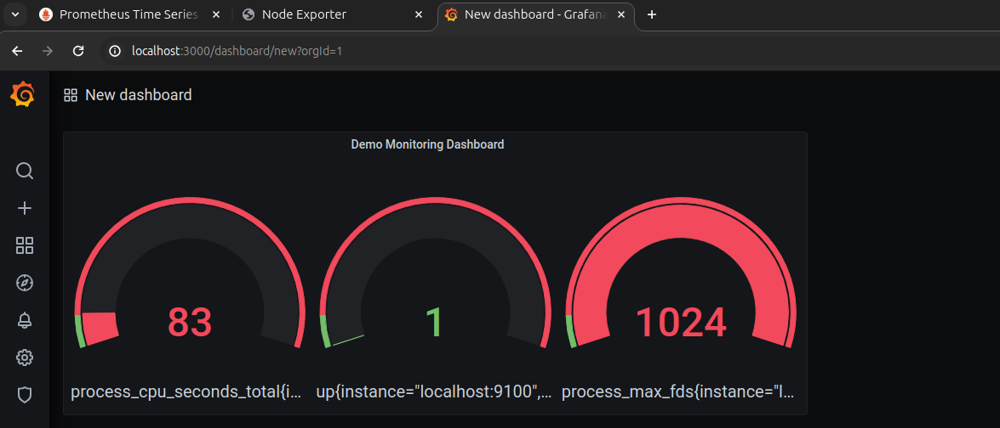 Prometheus Time Series
Node Exporter
New dashboard - Grafana
localhost:3000/dashboard/new?orgId=1
New dashboard
Demo Monitoring Dashboard
83
1
1024
process_cpu_seconds_total{i...
up{instance="localhost:9100",...
process_max_fds{instance="l...